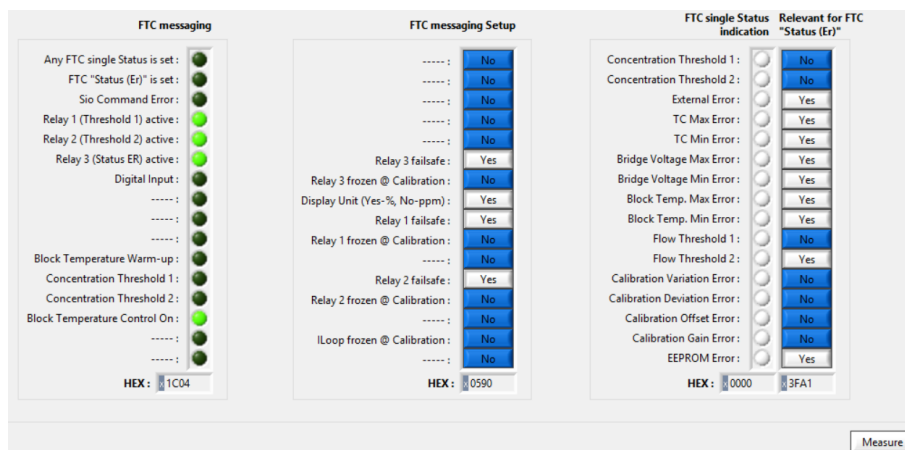 FTC messaging
Any FTC single Status is set :
FTC "Status (Er)" is set :
Sio Command Error :
Relay 1 (Threshold 1) active :
Relay 2 (Threshold 2) active :
Relay 3 (Status ER) active :
Digital Input :
----- :
----- :
----- :
Block Temperature Warm-up :
Concentration Threshold 1 :
Concentration Threshold 2 :
Block Temperature Control On :
----- :
----- :
HEX : x 1C04
FTC messaging Setup
----- : No
----- : No
----- : No
----- : No
----- : No
Relay 3 failsafe : Yes
Relay 3 frozen @ Calibration : No
Display Unit (Yes-%, No-ppm) : Yes
Relay 1 failsafe : Yes
Relay 1 frozen @ Calibration : No
----- : No
Relay 2 failsafe : Yes
Relay 2 frozen @ Calibration : No
----- : No
ILoop frozen @ Calibration : No
----- : No
HEX : x 0590
FTC single Status Relevant for FTC
indication "Status (Er)"
Concentration Threshold 1 : No
Concentration Threshold 2 : No
External Error : Yes
TC Max Error : Yes
TC Min Error : Yes
Bridge Voltage Max Error : Yes
Bridge Voltage Min Error : Yes
Block Temp. Max Error : Yes
Block Temp. Min Error : Yes
Flow Threshold 1 : No
Flow Threshold 2 : Yes
Calibration Variation Error : No
Calibration Deviation Error : No
Calibration Offset Error : No
Calibration Gain Error : No
EEPROM Error : Yes
HEX : x 0000 x 3FA1
Measure